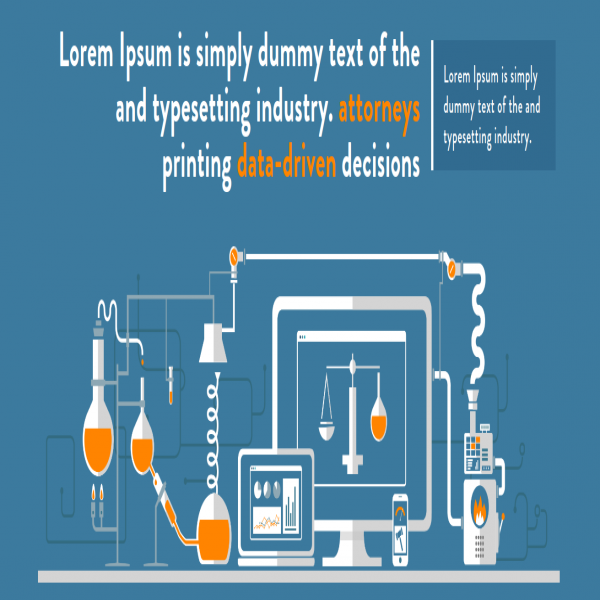 Lorem Ipsum is simply dummy text of the
and typesetting industry. attorneys
printing data-driven decisions
Lorem Ipsum is simply
dummy text of the and
typesetting industry.